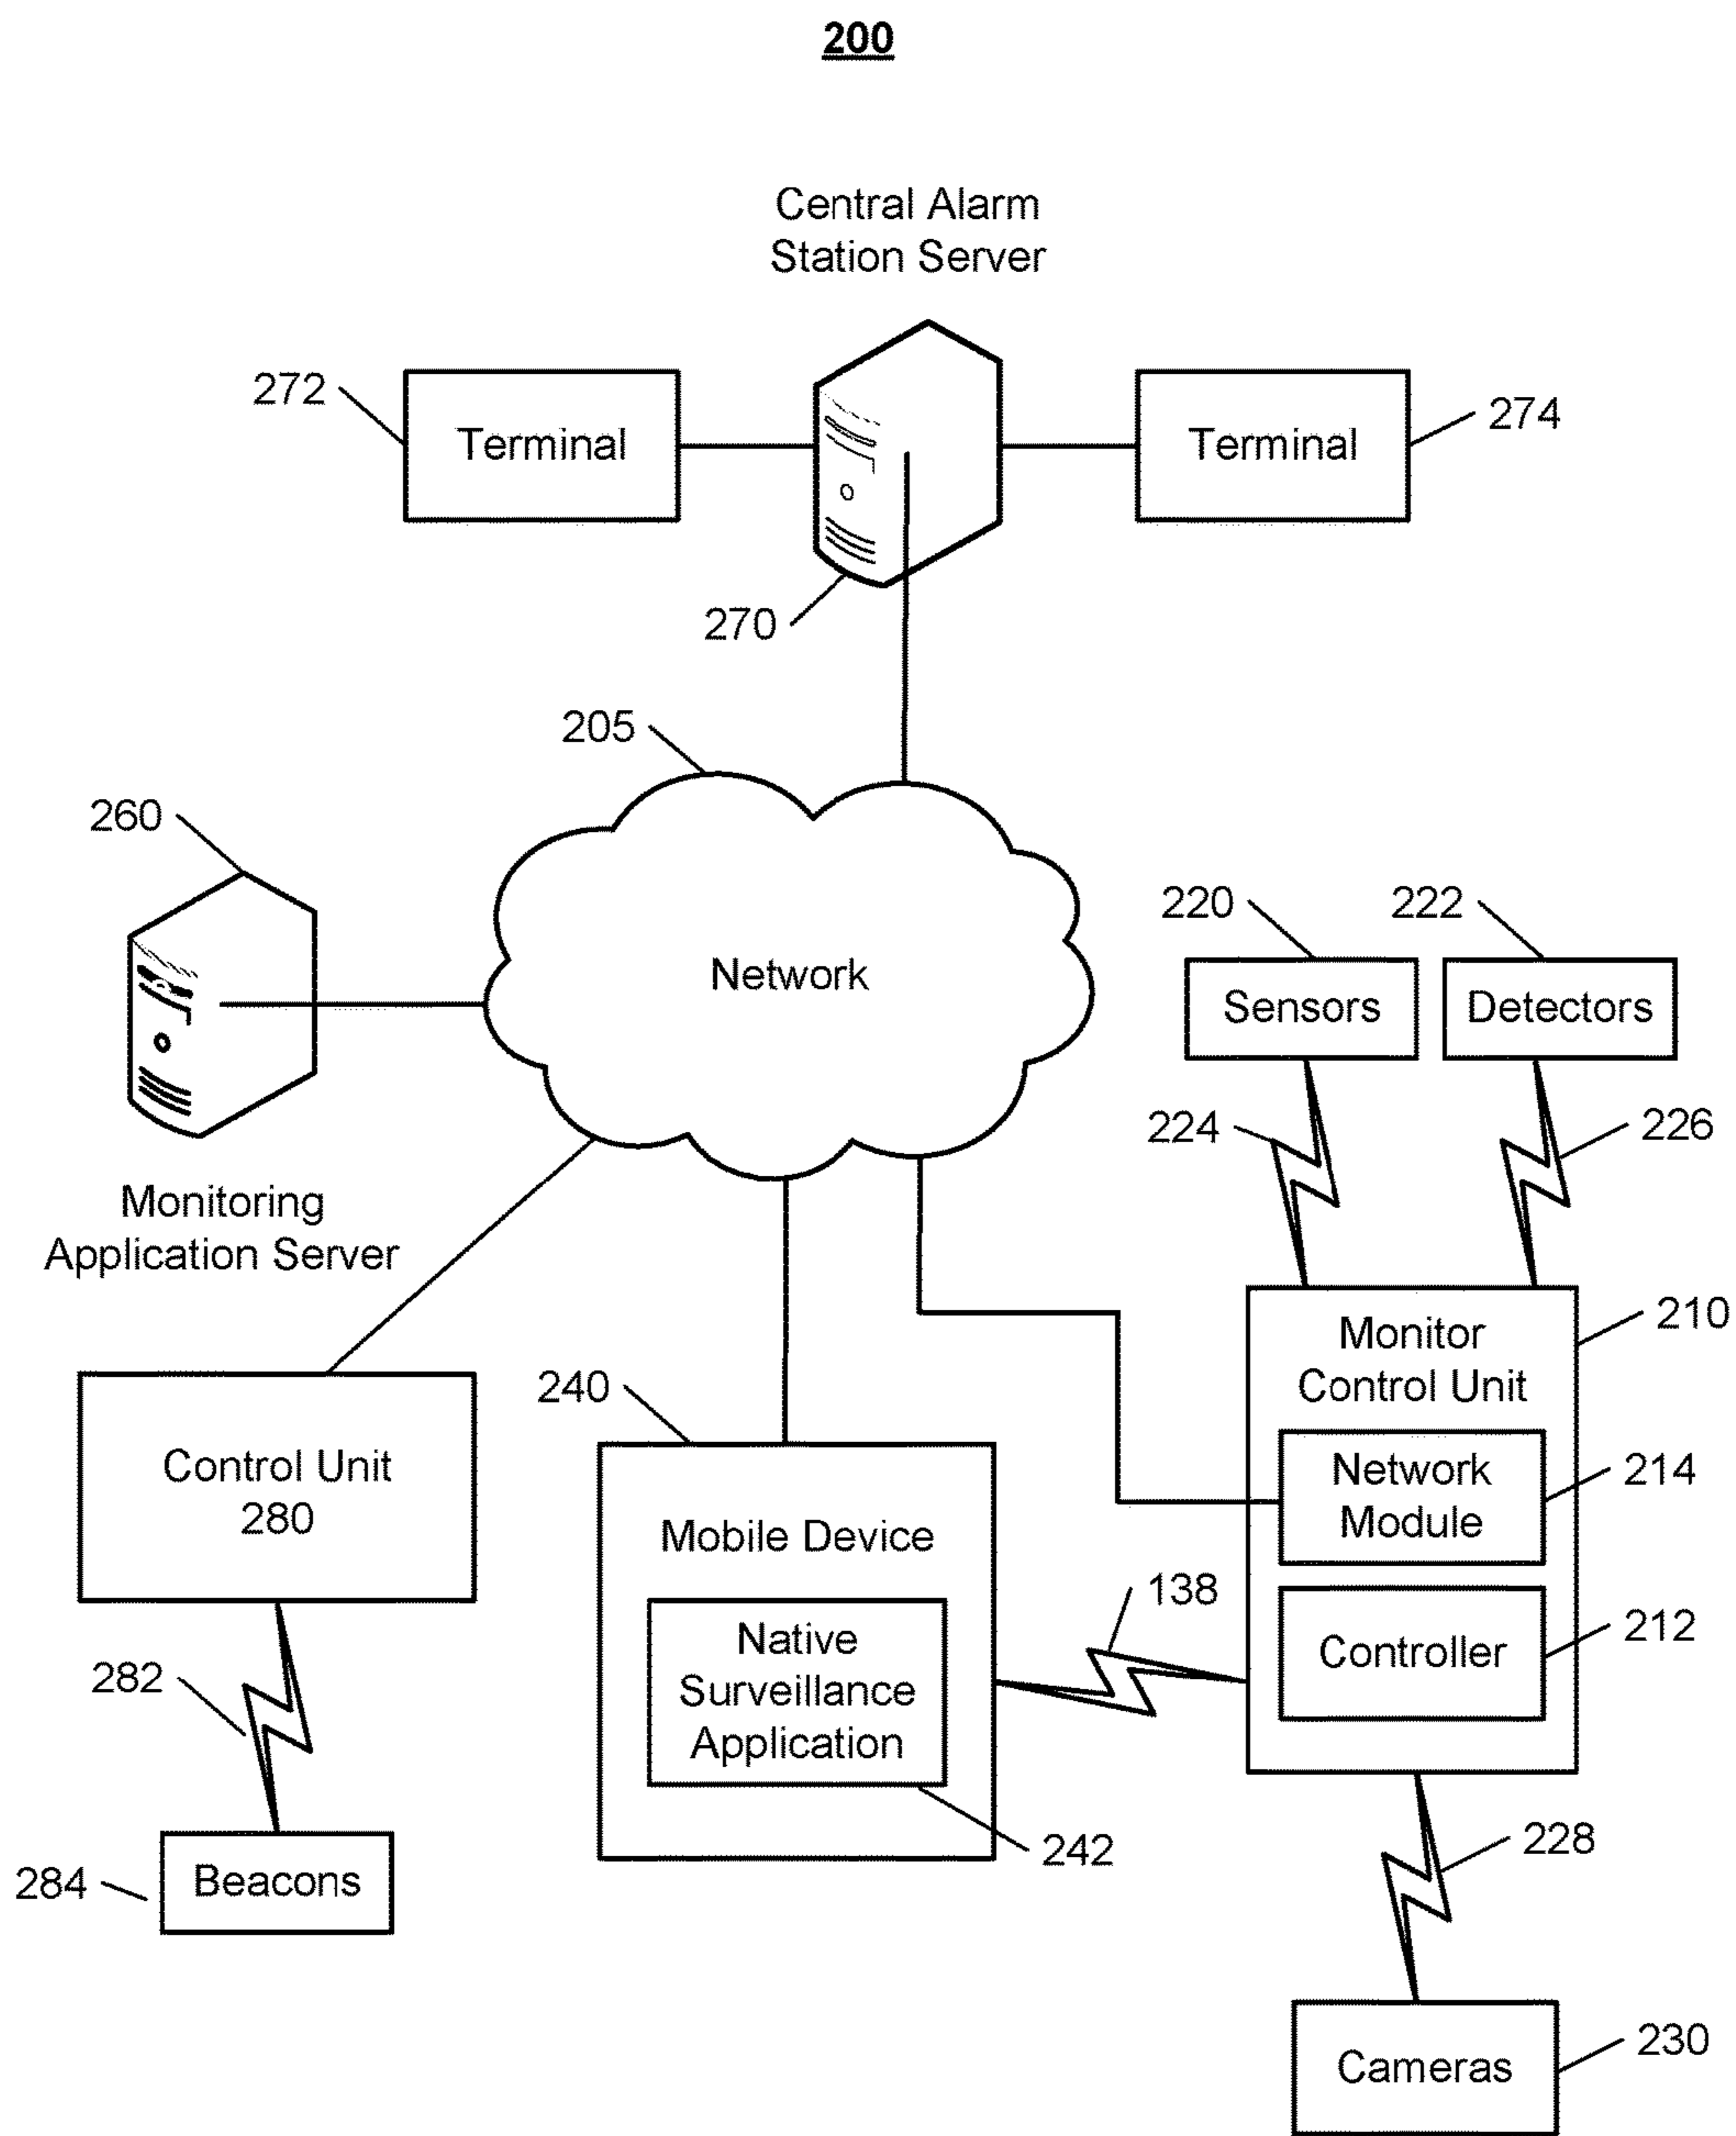 200
Central Alarm
Station Server
272
Terminal
Terminal
274
270
205
260
Network
220
222
Sensors
Detectors
224
226
Monitoring
Application Server
210
Monitor
Control Unit
240
Control Unit
280
Network
Module
214
Mobile Device
138
Controller
212
Native
Surveillance
Application
282
242
228
284
Beacons
230
Cameras